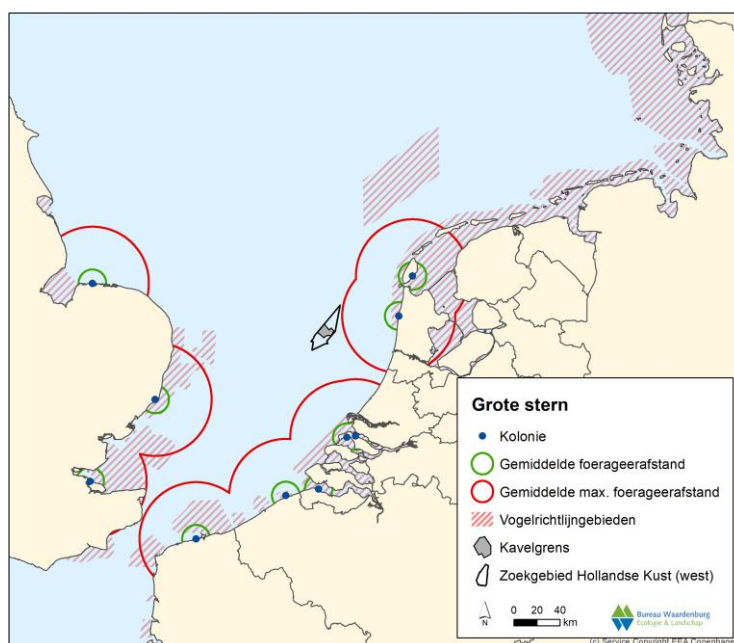 Grote stern
Kolonie
Gemiddelde foerageerafstand
Gemiddelde max. foerageerafstand
Vogelrichtlijngebieden
Kavelgrens
Zoekgebied Hollandse Kust (west)
N
0 20 40
km
Bureau Waardenburg
Ecologie & Landschap
(c) Service Copyright EEA Copenhage